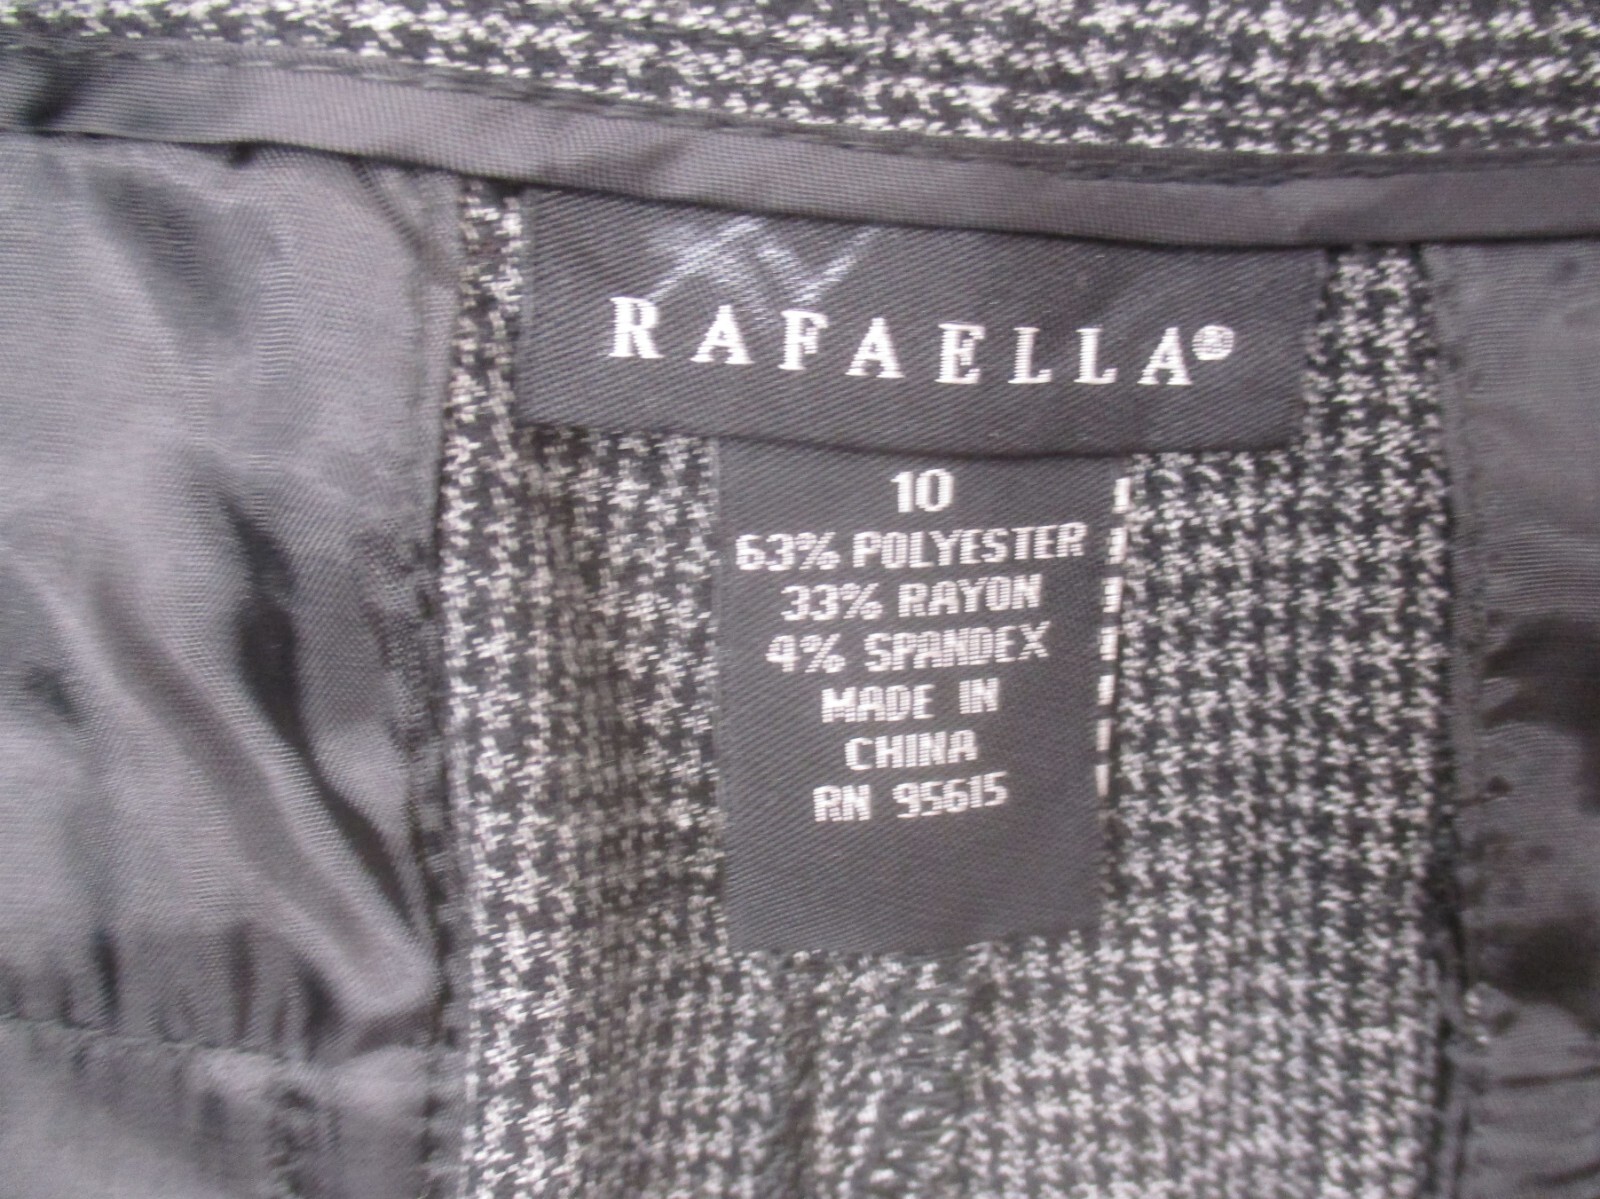 RAFAELLA®
10
63% POLYESTER
33% RAYON
4% SPANDEX
MADE IN
CHINA
RN 95615